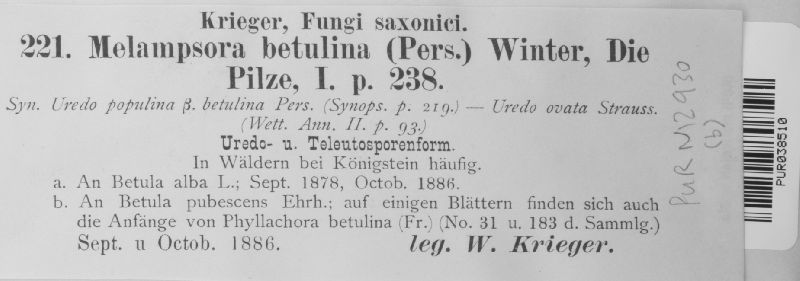 Krieger, Fungi saxonici.
221. Melampsora betulina (Pers.) Winter, Die
Pilze, I. p. 238.
Syn. Uredo populina β. betulina Pers. (Synops. p. 219.) — Uredo ovata Strauss.
(Wett. Ann. II. p. 93.)
Uredo- u. Teleutosporenform.
In Wäldern bei Königstein häufig.
a. An Betula alba L.; Sept. 1878, Octob. 1886.
b. An Betula pubescens Ehrh.; auf einigen Blättern finden sich auch
die Anfänge von Phyllachora betulina (Fr.) (No. 31 u. 183 d. Sammlg.)
Sept. u Octob. 1886. leg. W. Krieger.
PUR N2930
(b)
PUR038510